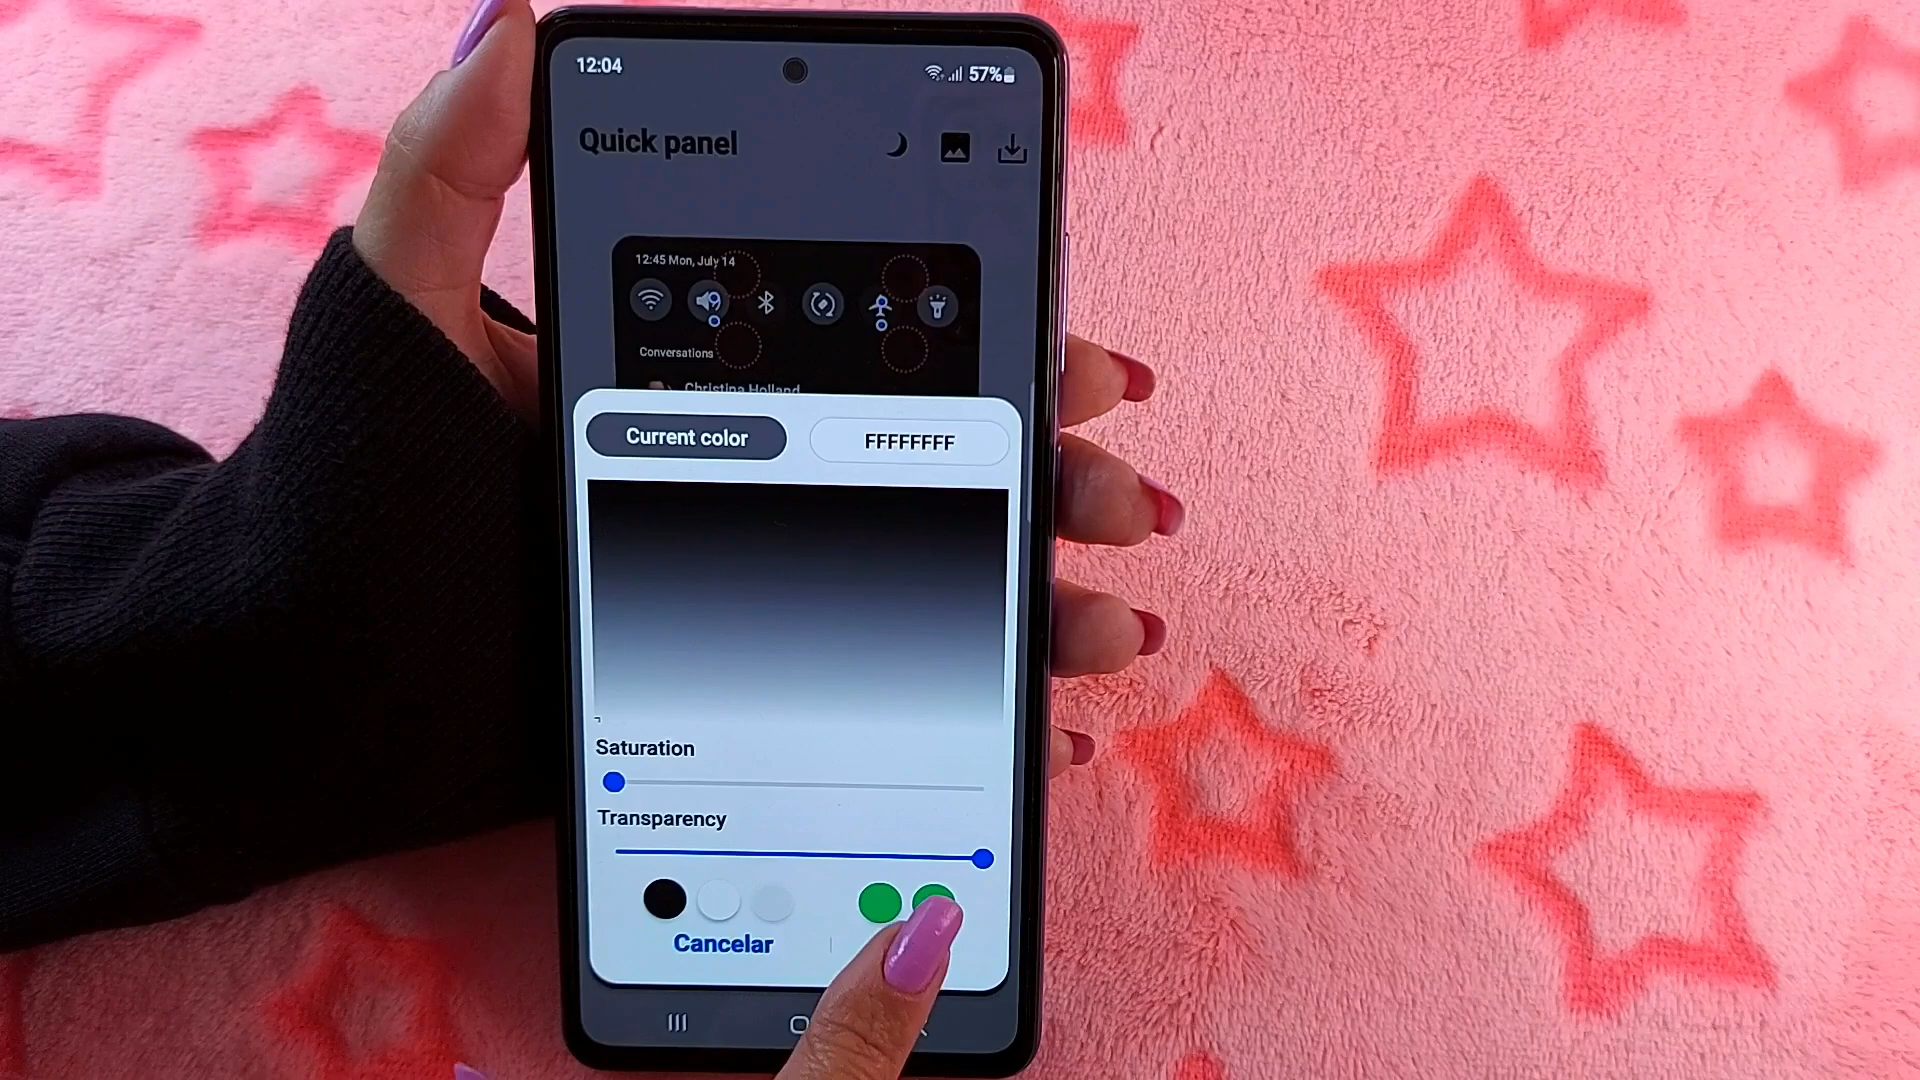 12:04
57%
Quick panel
12:45 Mon, July 14
Conversations
Christina Holland
Current color
FFFFFFFF
Saturation
Transparency
Cancelar